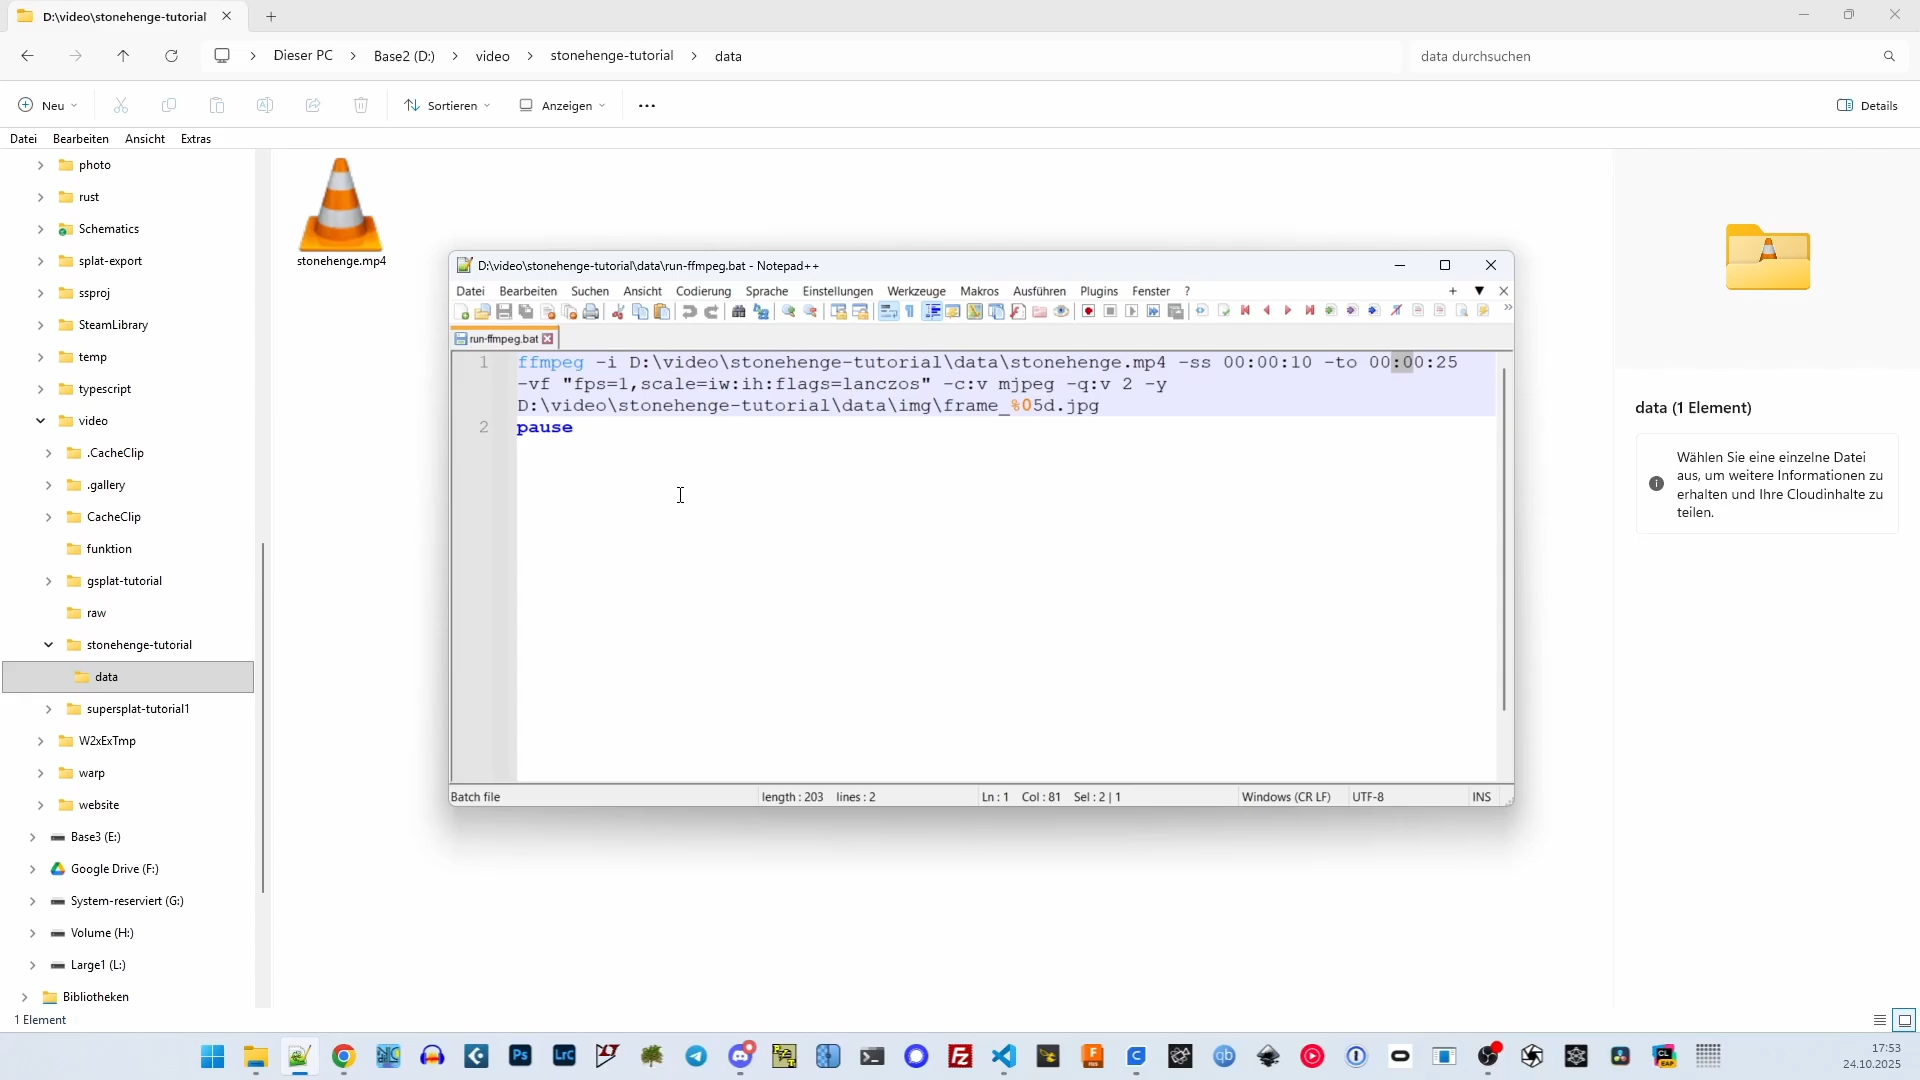 D:\video\stonehenge-tutorial
Dieser PC
Base2 (D:)
video
stonehenge-tutorial
data
data durchsuchen
Neu
Sortieren
Anzeigen
Details
Datei Bearbeiten Ansicht Extras
photo
rust
Schematics
splat-export
ssproj
SteamLibrary
temp
typescript
video
.CacheClip
.gallery
CacheClip
funktion
gsplat-tutorial
raw
stonehenge-tutorial
data
supersplat-tutorial1
W2xExTmp
warp
website
Base3 (E:)
Google Drive (F:)
System-reserviert (G:)
Volume (H:)
Large1 (L:)
Bibliotheken
1 Element
stonehenge.mp4
D:\video\stonehenge-tutorial\data\run-ffmpeg.bat - Notepad++
Datei Bearbeiten Suchen Ansicht Codierung Sprache Einstellungen Werkzeuge Makros Ausführen Plugins Fenster ?
run-ffmpeg.bat
1 ffmpeg -i D:\video\stonehenge-tutorial\data\stonehenge.mp4 -ss 00:00:10 -to 00:00:25
-vf "fps=1,scale=iw:ih:flags=lanczos" -c:v mjpeg -q:v 2 -y
D:\video\stonehenge-tutorial\data\img\frame_%05d.jpg
2 pause
Batch file
length : 203 lines : 2
Ln : 1 Col : 81 Sel : 2 | 1
Windows (CR LF)
UTF-8
INS
data (1 Element)
Wählen Sie eine einzelne Datei
aus, um weitere Informationen zu
erhalten und Ihre Cloudinhalte zu
teilen.
Ps
LrC
Fz
F
C
qb
CL
EAP
17:53
24.10.2025